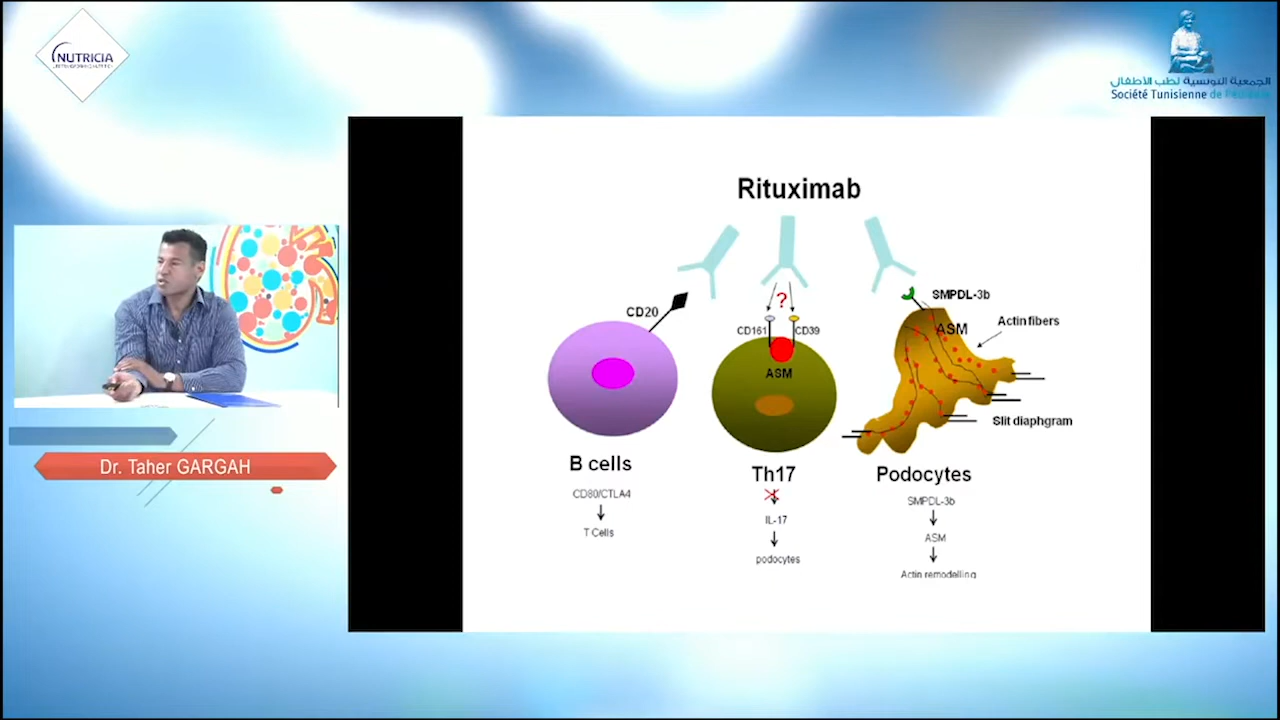 NUTRICIA
الجمعية التونسية لطب الأطفال
Société Tunisienne de Pédiatrie
Rituximab
CD20
?
CD161
CD39
ASM
SMPDL-3b
ASM
Actin fibers
Slit diaphgram
B cells
Th17
Podocytes
CD80/CTLA4
T Cells
IL-17
podocytes
SMPDL-3b
ASM
Actin remodelling
Dr. Taher GARGAH